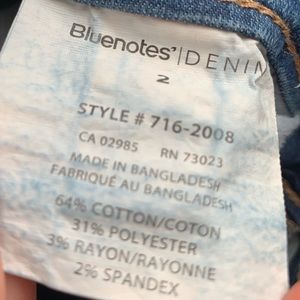 Bluenotes' | DENIM
2
STYLE # 716-2008
CA 02985 RN 73023
MADE IN BANGLADESH
FABRIQUÉ AU BANGLADESH
64% COTTON/COTON
31% POLYESTER
3% RAYON/RAYONNE
2% SPANDEX